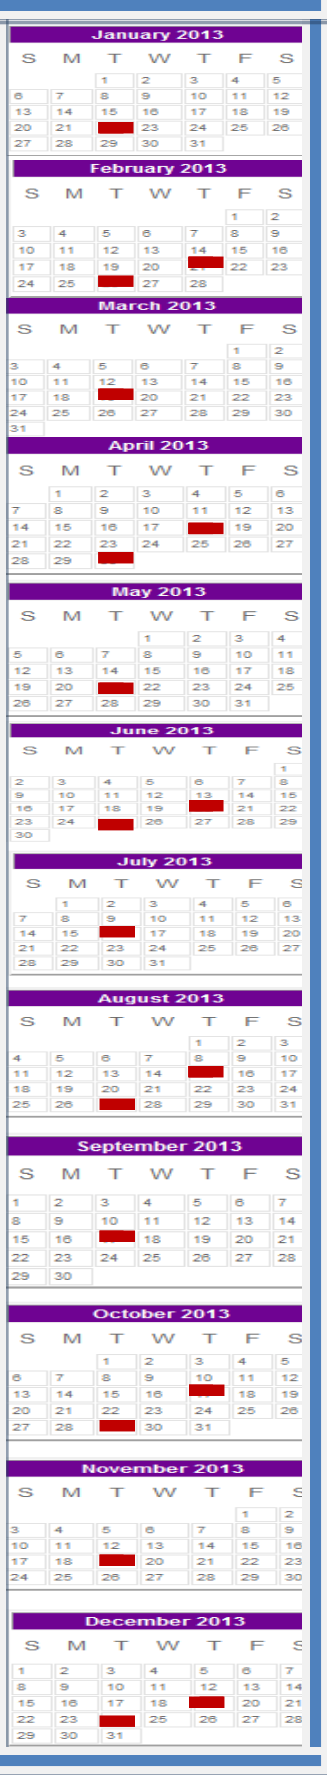 January 2013
S M T W T F S
1 2 3 4 5
6 7 8 9 10 11 12
13 14 15 16 17 18 19
20 21 23 24 25 26
27 28 29 30 31
February 2013
S M T W T F S
1 2
3 4 5 6 7 8 9
10 11 12 13 14 15 16
17 18 19 20 22 23
24 25 27 28
March 2013
S M T W T F S
1 2
3 4 5 6 7 8 9
10 11 12 13 14 15 16
17 18 20 21 22 23
24 25 26 27 28 29 30
31
April 2013
S M T W T F S
1 2 3 4 5 6
7 8 9 10 11 12 13
14 15 16 17 19 20
21 22 23 24 25 26 27
28 29
May 2013
S M T W T F S
1 2 3 4
5 6 7 8 9 10 11
12 13 14 15 16 17 18
19 20 22 23 24 25
26 27 28 29 30 31
June 2013
S M T W T F S
1
2 3 4 5 6 7 8
9 10 11 12 13 14 15
16 17 18 19 21 22
23 24 26 27 28 29
30
July 2013
S M T W T F S
1 2 3 4 5 6
7 8 9 10 11 12 13
14 15 17 18 19 20
21 22 23 24 25 26 27
28 29 30 31
August 2013
S M T W T F S
1 2 3
4 5 6 7 8 9 10
11 12 13 14 16 17
18 19 20 21 22 23 24
25 26 28 29 30 31
September 2013
S M T W T F S
1 2 3 4 5 6 7
8 9 10 11 12 13 14
15 16 18 19 20 21
22 23 24 25 26 27 28
29 30
October 2013
S M T W T F S
1 2 3 4 5
6 7 8 9 10 11 12
13 14 15 16 18 19
20 21 22 23 24 25 26
27 28 30 31
November 2013
S M T W T F S
1 2
3 4 5 6 7 8 9
10 11 12 13 14 15 16
17 18 20 21 22 23
24 25 26 27 28 29 30
December 2013
S M T W T F S
1 2 3 4 5 6 7
8 9 10 11 12 13 14
15 16 17 18 20 21
22 23 25 26 27 28
29 30 31